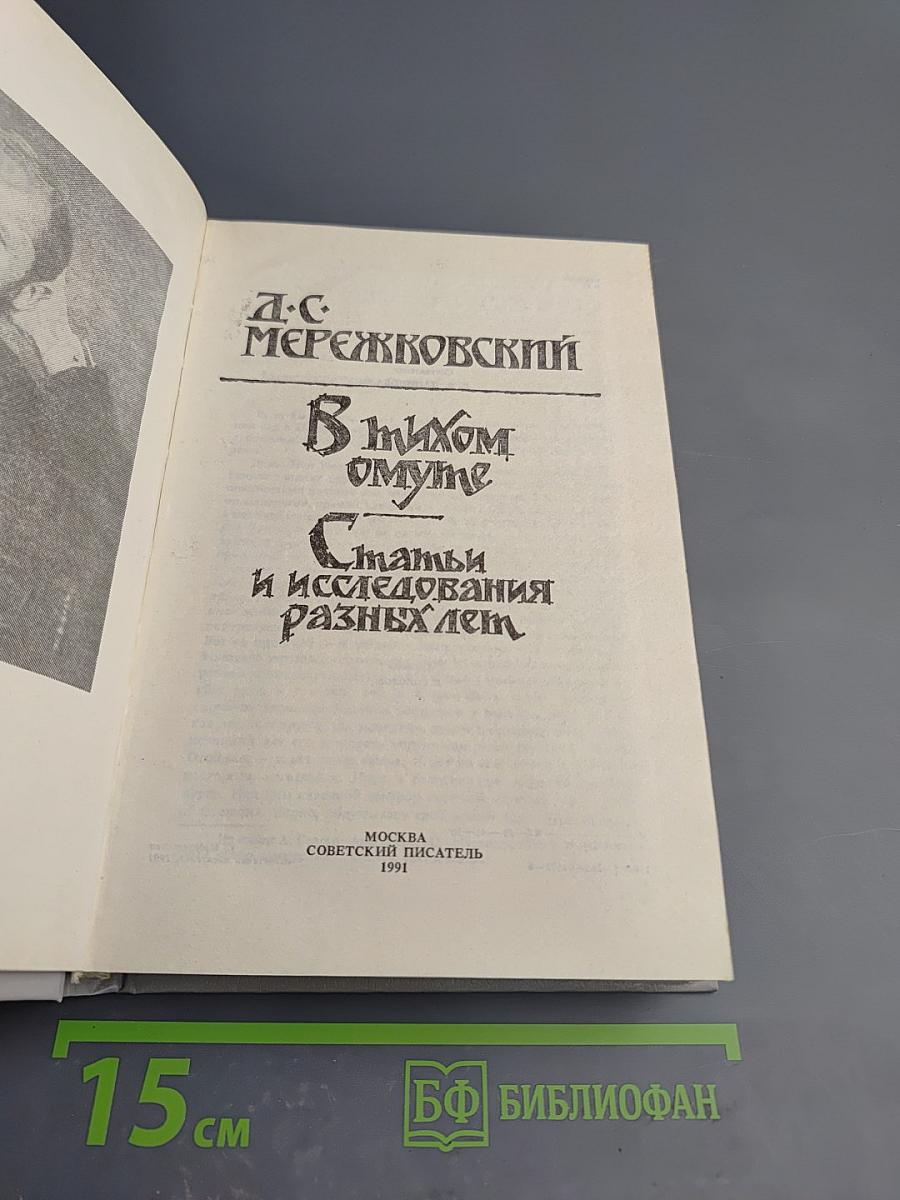 Д·С·
МЕРЕЖКОВСКИЙ
В тихом
омуте
Статьи
и исследования
разных лет
МОСКВА
СОВЕТСКИЙ ПИСАТЕЛЬ
1991
15 см
БФ БИБЛИОФАН